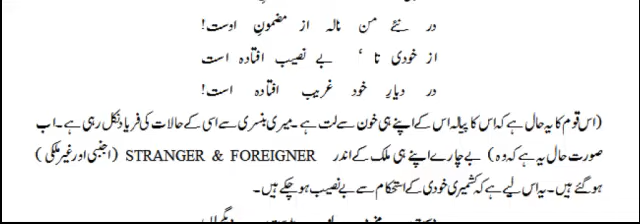 در نئے من نالہ از مضمونِ اوست!
از خودی تا ‘ بے نصیب افتادہ است
در دیارِ خود غریب افتادہ است!
(اس قوم کا یہ حال ہے کہ اِس کا پیالہ اس کے اپنے ہی خون سے لت ہے۔ میری بنسری سے اسی کے حالات کی فریاد نکل رہی ہے۔ اب
صورت حال یہ ہے کہ وہ) بے چارے اپنے ہی ملک کے اندر STRANGER & FOREIGNER (اجنبی اور غیر ملکی)
ہو گئے ہیں۔ یہ اس لیے ہے کہ کشمیری خودی کے استحکام سے بے نصیب ہو چکے ہیں۔